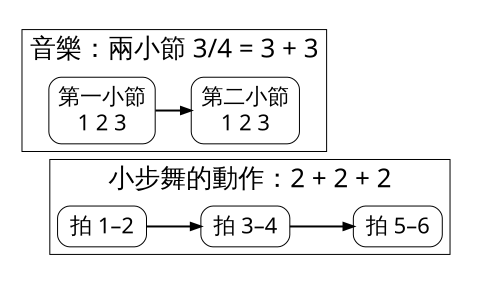 音樂：兩小節 3/4 = 3 + 3
第一小節
1 2 3
第二小節
1 2 3
小步舞的動作：2 + 2 + 2
拍 1–2
拍 3–4
拍 5–6